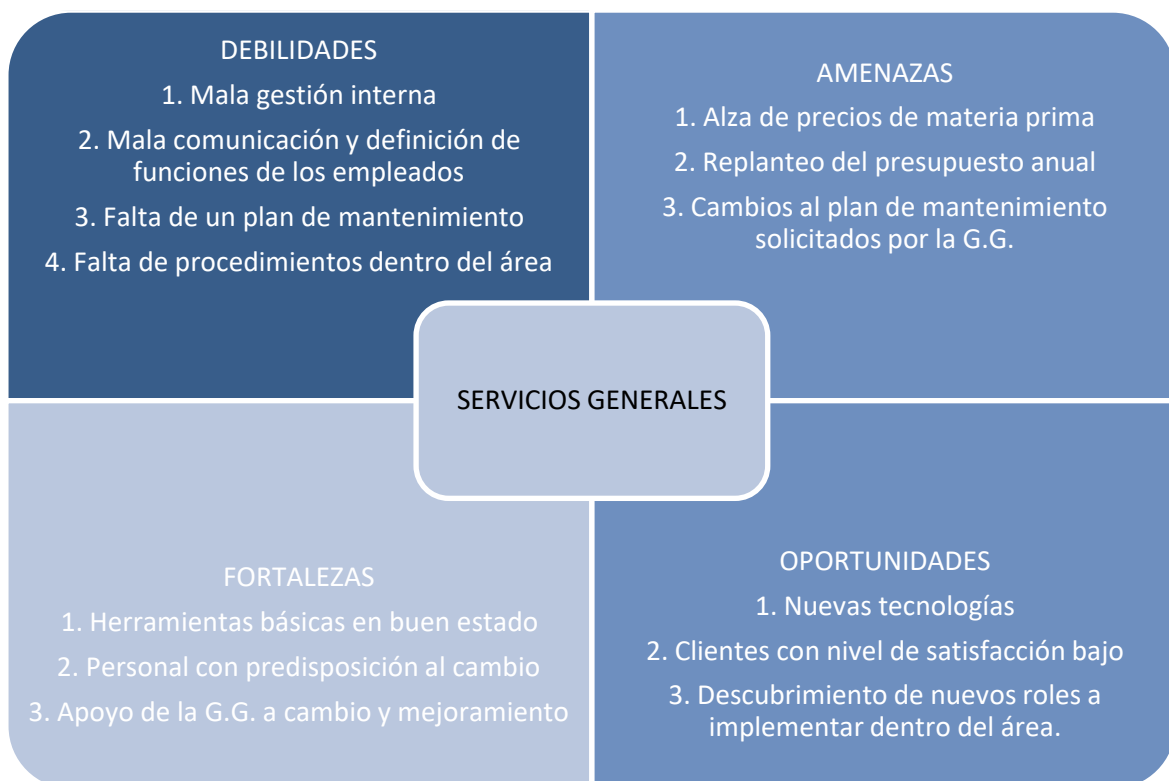 DEBILIDADES
1. Mala gestión interna
2. Mala comunicación y definición de
funciones de los empleados
3. Falta de un plan de mantenimiento
4. Falta de procedimientos dentro del área
AMENAZAS
1. Alza de precios de materia prima
2. Replanteo del presupuesto anual
3. Cambios al plan de mantenimiento
solicitados por la G.G.
SERVICIOS GENERALES
FORTALEZAS
1. Herramientas básicas en buen estado
2. Personal con predisposición al cambio
3. Apoyo de la G.G. a cambio y mejoramiento
OPORTUNIDADES
1. Nuevas tecnologías
2. Clientes con nivel de satisfacción bajo
3. Descubrimiento de nuevos roles a
implementar dentro del área.